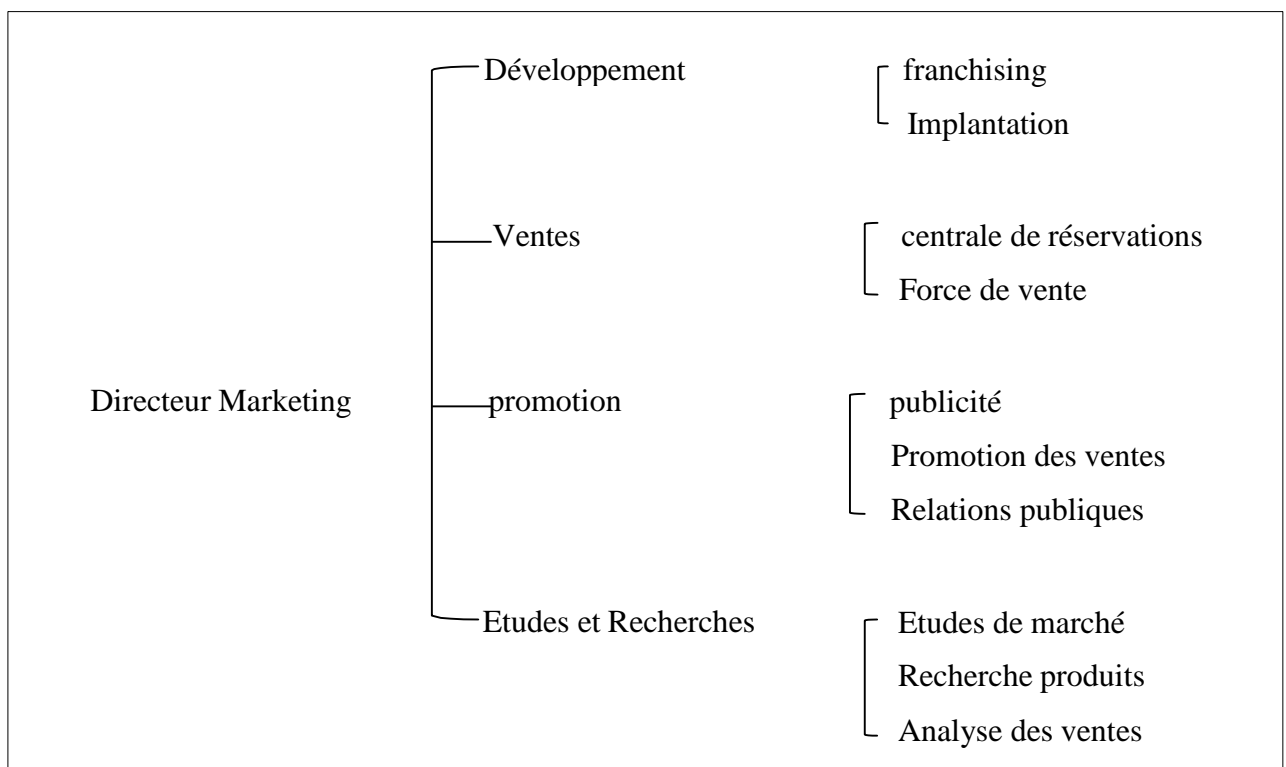 Développement franchising
Implantation
Ventes centrale de réservations
Force de vente
Directeur Marketing promotion publicité
Promotion des ventes
Relations publiques
Etudes et Recherches Etudes de marché
Recherche produits
Analyse des ventes